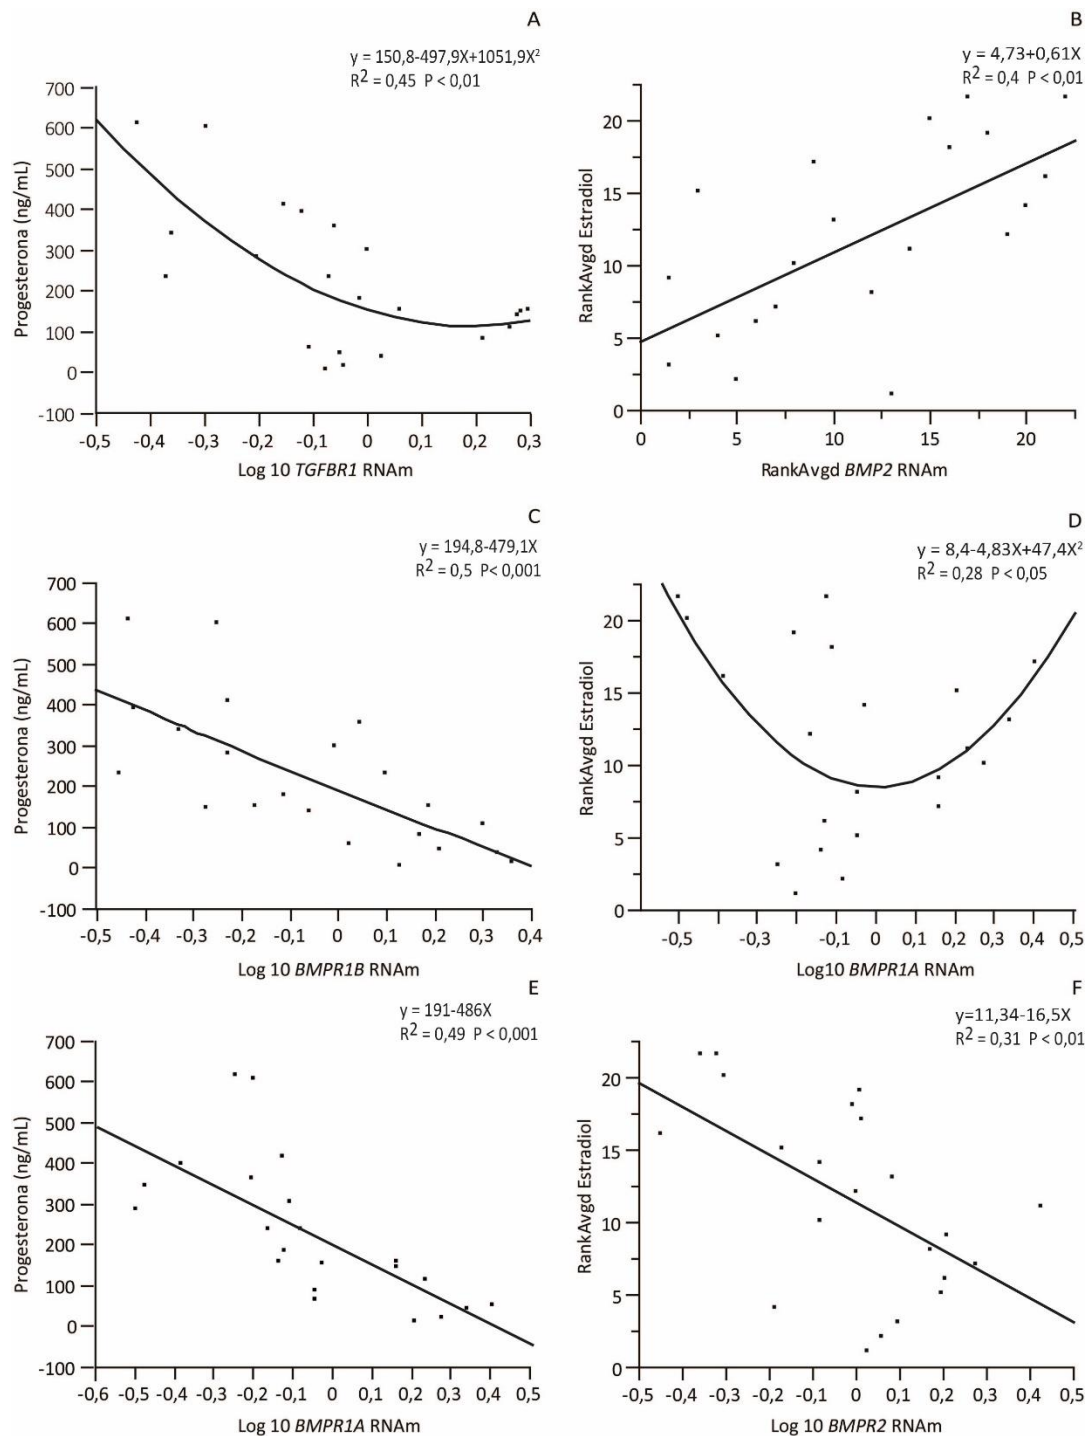 A
y = 150,8-497,9X+1051,9X²
R² = 0,45 P < 0,01
700
600
500
400
300
200
100
0
-100
Progesterona (ng/mL)
-0,5 -0,4 -0,3 -0,2 -0,1 0 0,1 0,2 0,3
Log 10 TGFBR1 RNAm
B
y = 4,73+0,61X
R² = 0,4 P < 0,01
20
15
10
5
0
RankAvgd Estradiol
0 5 10 15 20
RankAvgd BMP2 RNAm
C
y = 194,8-479,1X
R² = 0,5 P< 0,001
700
600
500
400
300
200
100
0
-100
Progesterona (ng/mL)
-0,5 -0,4 -0,3 -0,2 -0,1 0 0,1 0,2 0,3 0,4
Log 10 BMPR1B RNAm
D
y = 8,4-4,83X+47,4X²
R² = 0,28 P < 0,05
20
15
10
5
0
RankAvgd Estradiol
-0,5 -0,3 -0,1 0 0,1 0,2 0,3 0,5
Log10 BMPR1A RNAm
E
y = 191-486X
R² = 0,49 P < 0,001
700
600
500
400
300
200
100
0
-100
Progesterona (ng/mL)
-0,6 -0,5 -0,4 -0,3 -0,2 -0,1 0 0,1 0,2 0,3 0,4 0,5
Log 10 BMPR1A RNAm
F
y=11,34-16,5X
R² = 0,31 P < 0,01
20
15
10
5
0
RankAvgd Estradiol
-0,5 -0,4 -0,3 -0,2 -0,1 0 0,1 0,2 0,3 0,4 0,5
Log 10 BMPR2 RNAm